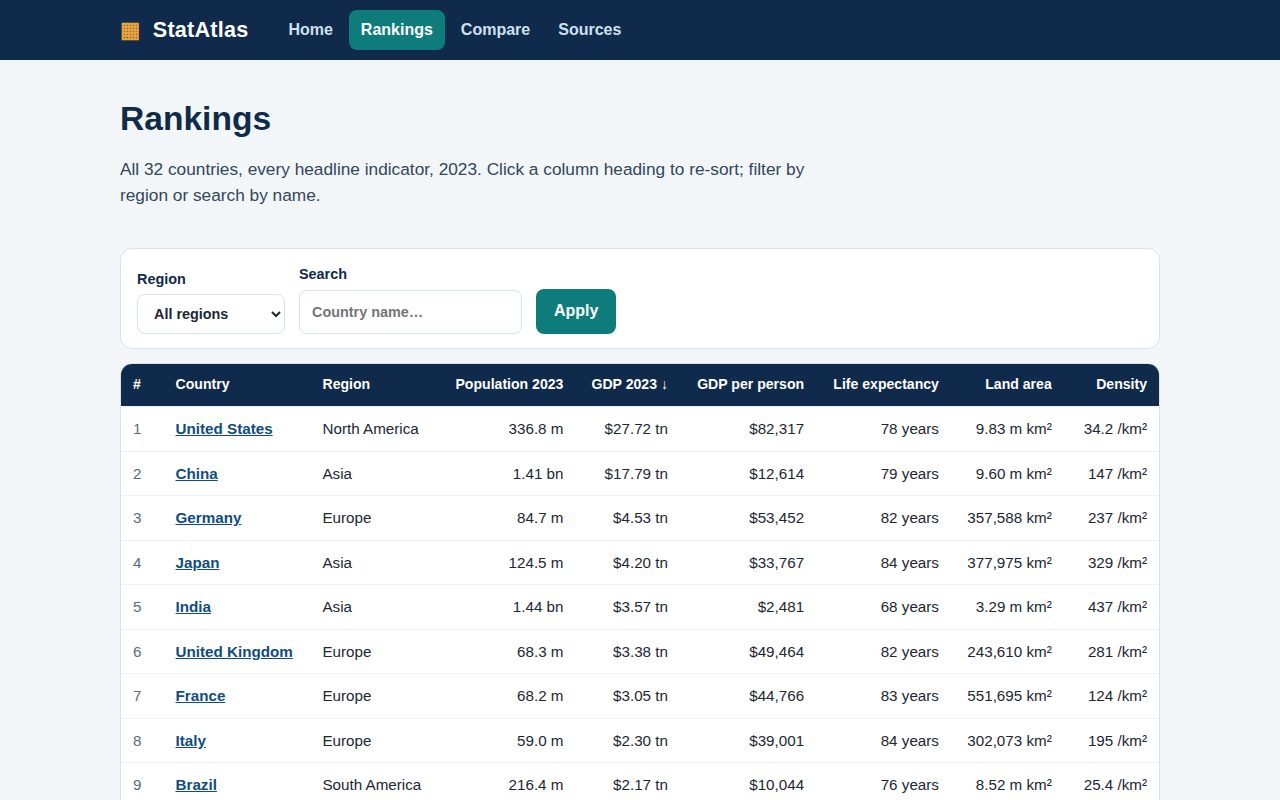 StatAtlas Home Rankings Compare Sources
Rankings
All 32 countries, every headline indicator, 2023. Click a column heading to re-sort; filter by
region or search by name.
Region Search
All regions Country name… Apply
# Country Region Population 2023 GDP 2023 ↓ GDP per person Life expectancy Land area Density
1 United States North America 336.8 m $27.72 tn $82,317 78 years 9.83 m km² 34.2 /km²
2 China Asia 1.41 bn $17.79 tn $12,614 79 years 9.60 m km² 147 /km²
3 Germany Europe 84.7 m $4.53 tn $53,452 82 years 357,588 km² 237 /km²
4 Japan Asia 124.5 m $4.20 tn $33,767 84 years 377,975 km² 329 /km²
5 India Asia 1.44 bn $3.57 tn $2,481 68 years 3.29 m km² 437 /km²
6 United Kingdom Europe 68.3 m $3.38 tn $49,464 82 years 243,610 km² 281 /km²
7 France Europe 68.2 m $3.05 tn $44,766 83 years 551,695 km² 124 /km²
8 Italy Europe 59.0 m $2.30 tn $39,001 84 years 302,073 km² 195 /km²
9 Brazil South America 216.4 m $2.17 tn $10,044 76 years 8.52 m km² 25.4 /km²